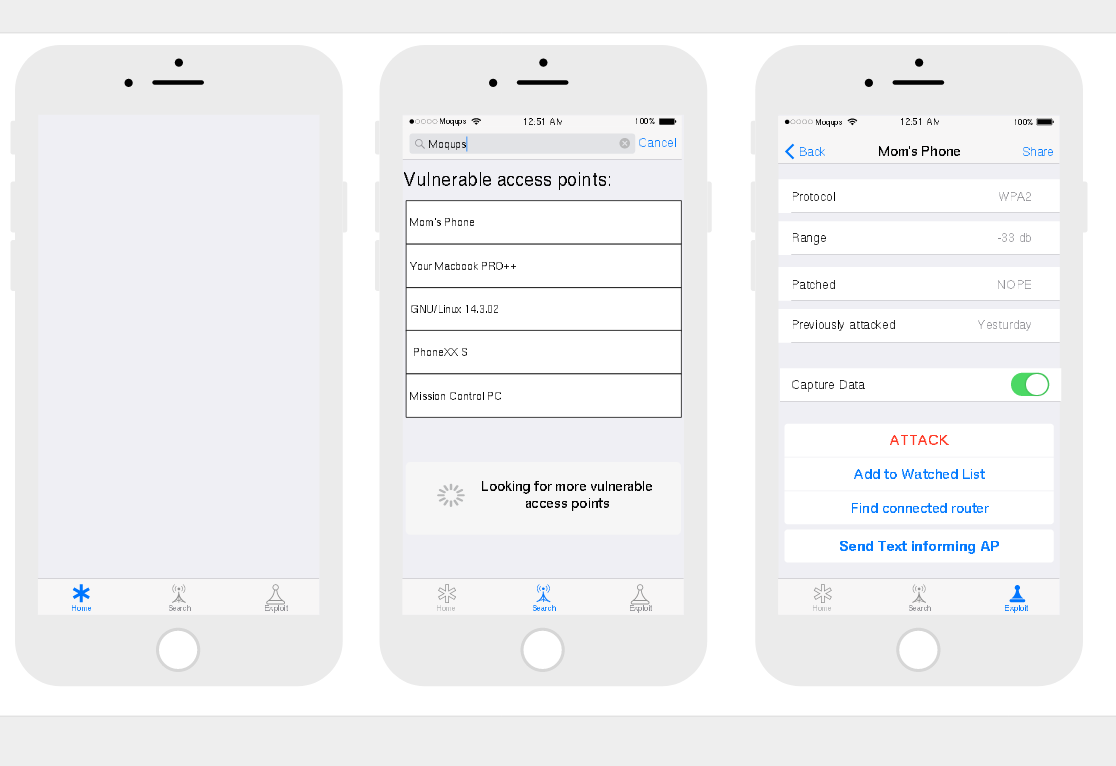 Home
Search
Exploit
Moqups
12:51 AM
100%
Moqups
Cancel
Vulnerable access points:
Mom's Phone
Your Macbook PRO++
GNU/Linux 14.3.02
PhoneXX S
Mission Control PC
Looking for more vulnerable
access points
Home
Search
Exploit
Moqups
12:51 AM
100%
Back
Mom's Phone
Share
Protocol
WPA2
Range
-33 db
Patched
NOPE
Previously attacked
Yesturday
Capture Data
ATTACK
Add to Watched List
Find connected router
Send Text informing AP
Home
Search
Exploit